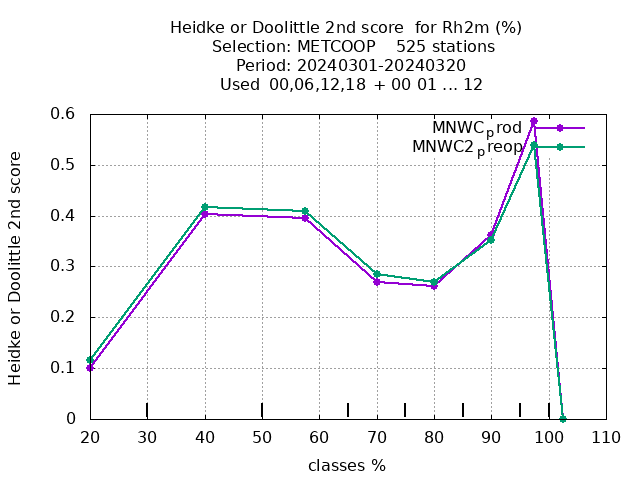 Heidke or Doolittle 2nd score  for Rh2m (%)
Selection: METCOOP    525 stations
Period: 20240301-20240320
Used  00,06,12,18  + 00 01 ... 12
MNWCprod
MNWC2preop
Heidke or Doolittle 2nd score
0.6
0.5
0.4
0.3
0.2
0.1
0
20 30 40 50 60 70 80 90 100 110
classes %